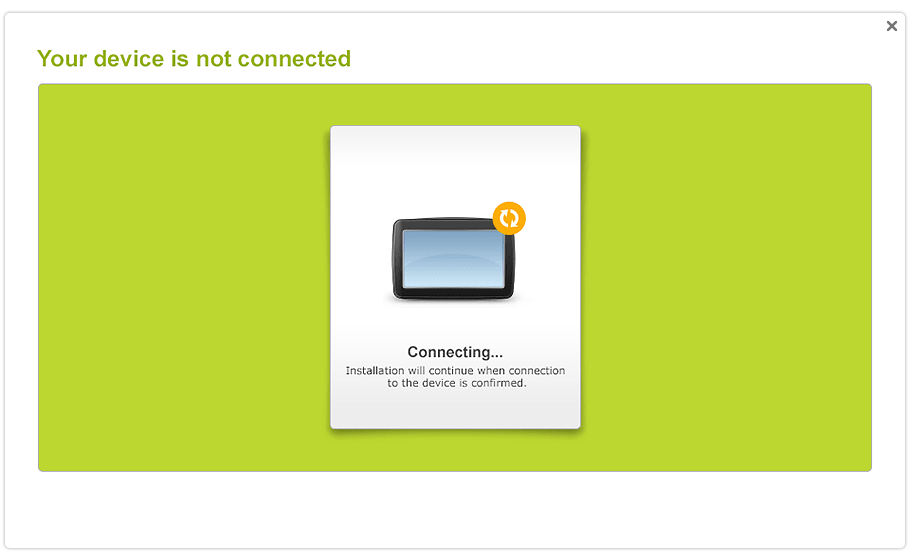 Your device is not connected
Connecting...
Installation will continue when connection
to the device is confirmed.